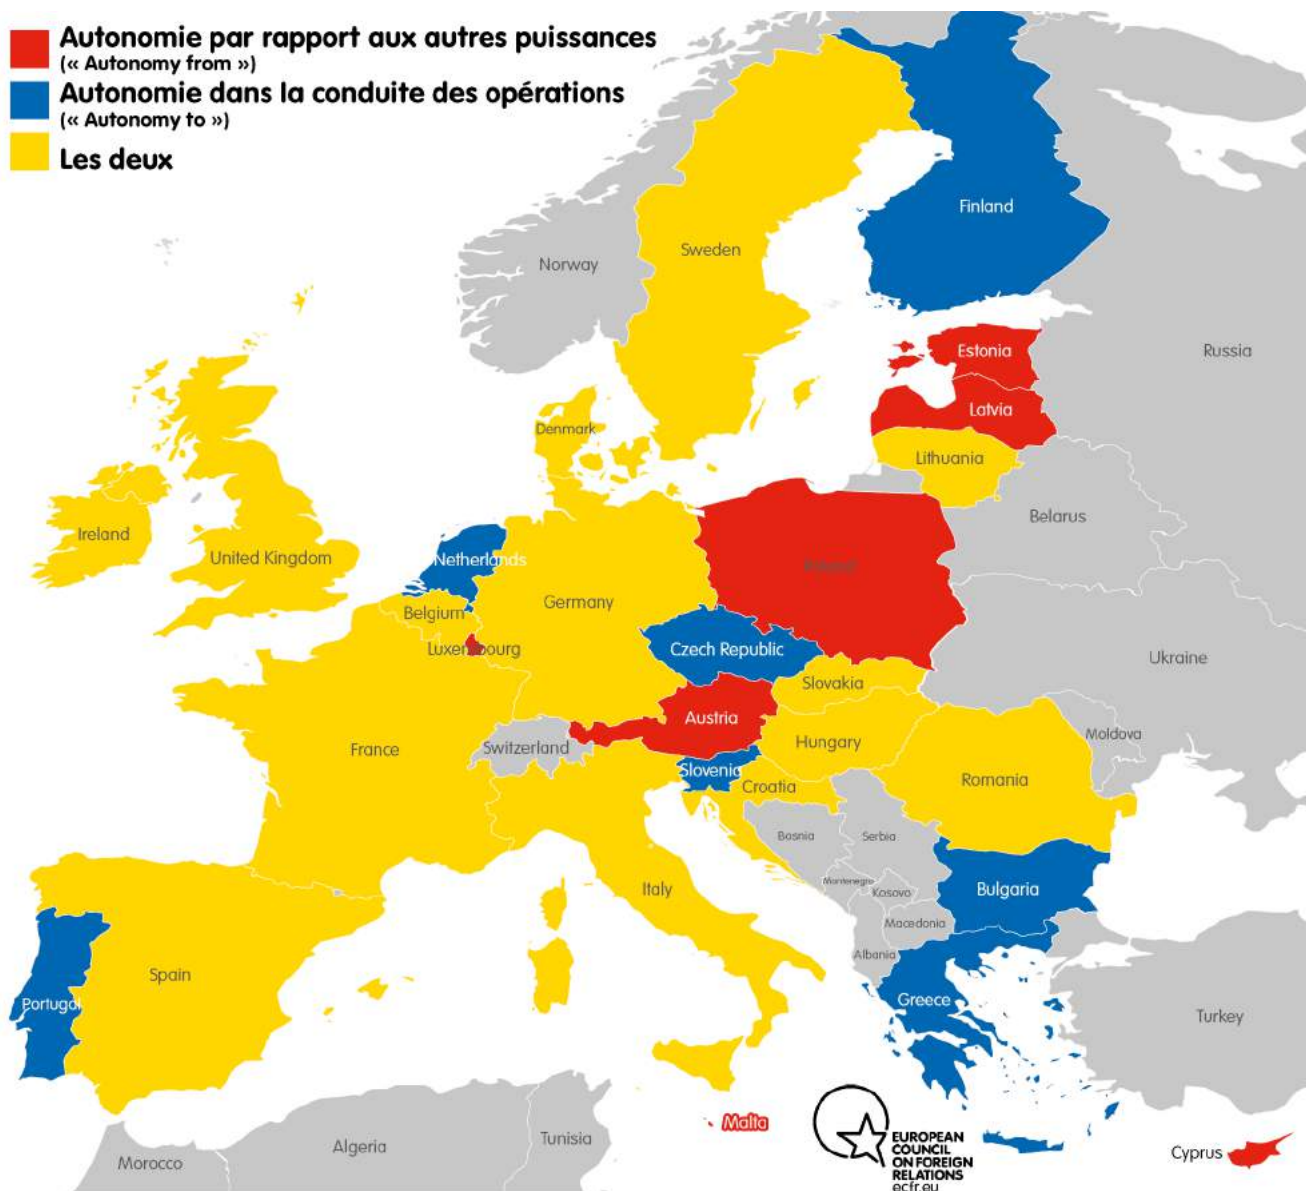 Autonomie par rapport aux autres puissances
(« Autonomy from »)
Autonomie dans la conduite des opérations
(« Autonomy to »)
Les deux
Finland
Sweden
Norway
Russia
Estonia
Latvia
Denmark
Lithuania
Belarus
Ireland
United Kingdom
Netherlands
Poland
Germany
Belgium
Luxembourg
Czech Republic
Ukraine
Slovakia
Austria
Moldova
France
Switzerland
Hungary
Slovenia
Romania
Croatia
Bosnia
Serbia
Italy
Montenegro
Kosovo
Bulgaria
Macedonia
Albania
Spain
Portugal
Greece
Turkey
Malta
Algeria
Tunisia
Morocco
Cyprus
EUROPEAN
COUNCIL
ON FOREIGN
RELATIONS
ecfr.eu